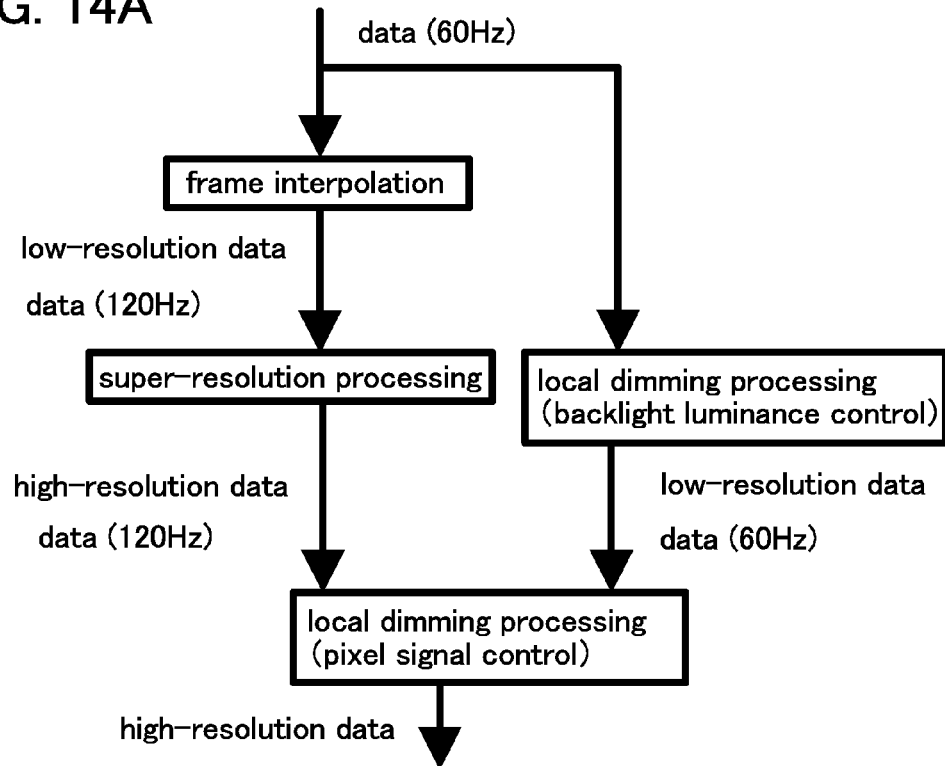 G. 14A
data (60Hz)
frame interpolation
low-resolution data
data (120Hz)
super-resolution processing
local dimming processing
(backlight luminance control)
high-resolution data
data (120Hz)
low-resolution data
data (60Hz)
local dimming processing
(pixel signal control)
high-resolution data